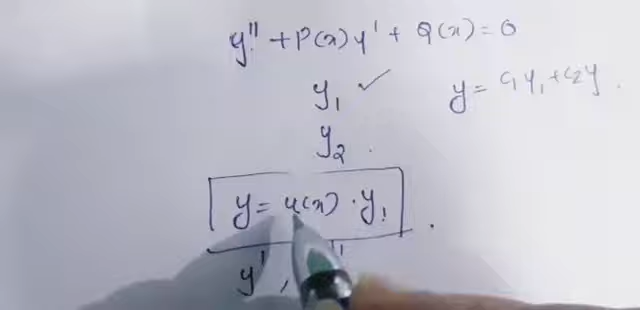 y'' + P(x)y' + Q(x) = 0
y₁ ✓ y = c₁y₁ + c₂y
y₂ .
y = u(x) · y₁ .
y' ,